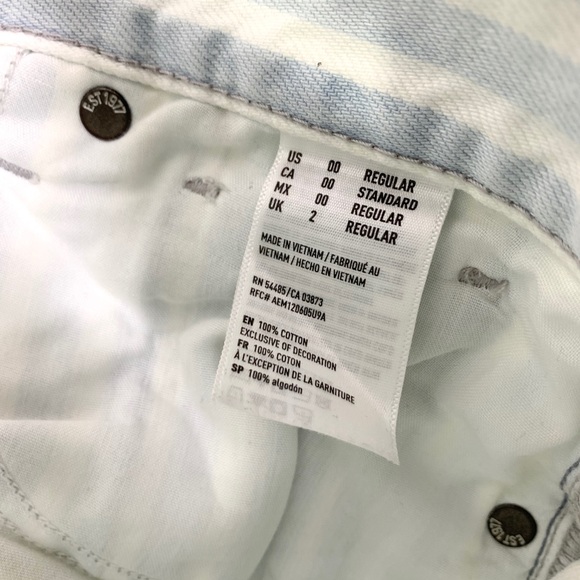 EST 1977
US 00 REGULAR
CA 00 STANDARD
MX 00 REGULAR
UK 2 REGULAR
MADE IN VIETNAM / FABRIQUÉ AU
VIETNAM / HECHO EN VIETNAM
RN 54485/CA 03873
RFC# AEM120605U9A
EN 100% COTTON
EXCLUSIVE OF DECORATION
FR 100% COTON
À L'EXCEPTION DE LA GARNITURE
SP 100% algodón
EST 1977